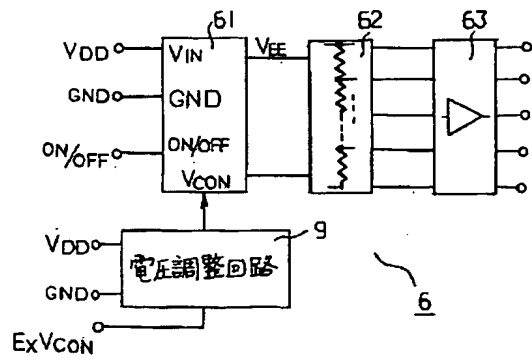 61
62
63
VDD
VIN
VEE
GND
GND
ON/OFF
ON/OFF
VCON
9
VDD
電圧調整回路
GND
6
ExVCON